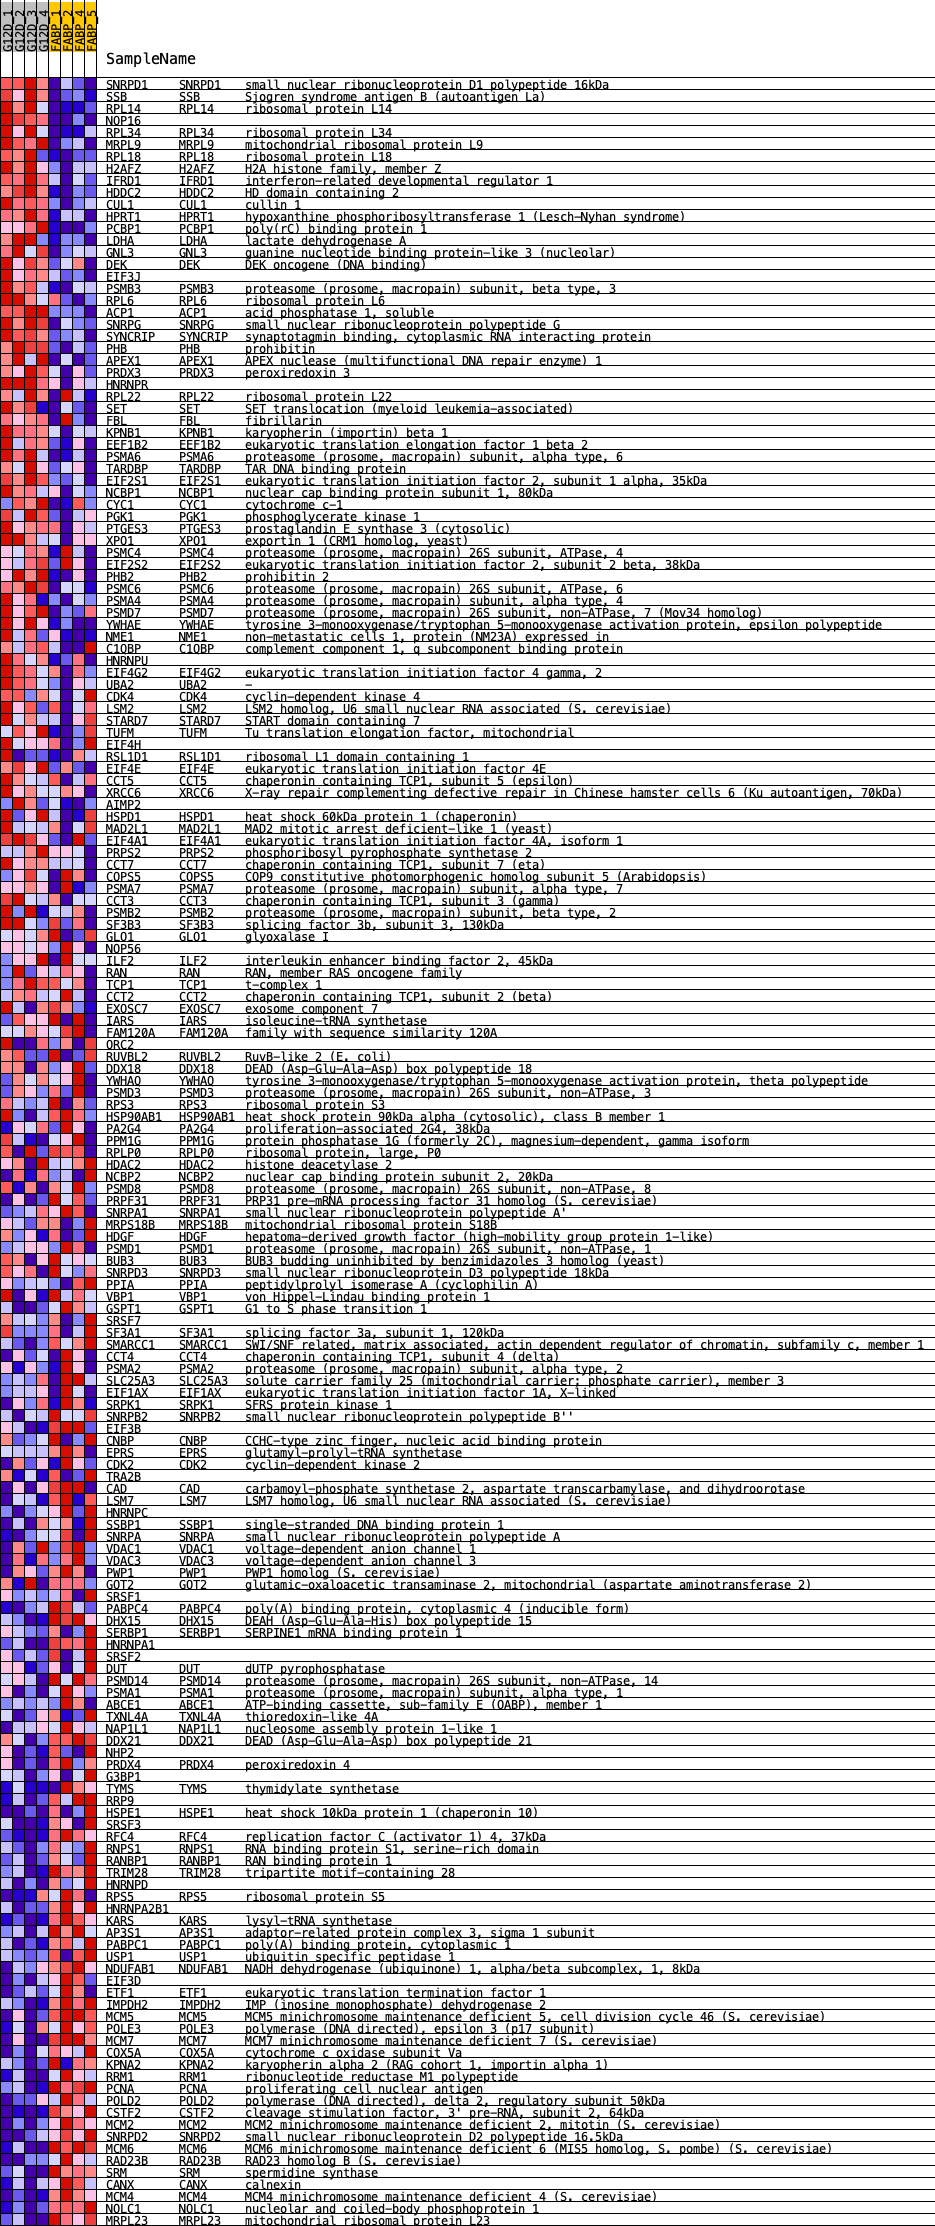 G12D_1 G12D_2 G12D_3 G12D_4 FABP_1 FABP_2 FABP_4 FABP_5
SampleName
SNRPD1 SNRPD1 small nuclear ribonucleoprotein D1 polypeptide 16kDa
SSB SSB Sjogren syndrome antigen B (autoantigen La)
RPL14 RPL14 ribosomal protein L14
NOP16
RPL34 RPL34 ribosomal protein L34
MRPL9 MRPL9 mitochondrial ribosomal protein L9
RPL18 RPL18 ribosomal protein L18
H2AFZ H2AFZ H2A histone family, member Z
IFRD1 IFRD1 interferon-related developmental regulator 1
HDDC2 HDDC2 HD domain containing 2
CUL1 CUL1 cullin 1
HPRT1 HPRT1 hypoxanthine phosphoribosyltransferase 1 (Lesch-Nyhan syndrome)
PCBP1 PCBP1 poly(rC) binding protein 1
LDHA LDHA lactate dehydrogenase A
GNL3 GNL3 guanine nucleotide binding protein-like 3 (nucleolar)
DEK DEK DEK oncogene (DNA binding)
EIF3J
PSMB3 PSMB3 proteasome (prosome, macropain) subunit, beta type, 3
RPL6 RPL6 ribosomal protein L6
ACP1 ACP1 acid phosphatase 1, soluble
SNRPG SNRPG small nuclear ribonucleoprotein polypeptide G
SYNCRIP SYNCRIP synaptotagmin binding, cytoplasmic RNA interacting protein
PHB PHB prohibitin
APEX1 APEX1 APEX nuclease (multifunctional DNA repair enzyme) 1
PRDX3 PRDX3 peroxiredoxin 3
HNRNPR
RPL22 RPL22 ribosomal protein L22
SET SET SET translocation (myeloid leukemia-associated)
FBL FBL fibrillarin
KPNB1 KPNB1 karyopherin (importin) beta 1
EEF1B2 EEF1B2 eukaryotic translation elongation factor 1 beta 2
PSMA6 PSMA6 proteasome (prosome, macropain) subunit, alpha type, 6
TARDBP TARDBP TAR DNA binding protein
EIF2S1 EIF2S1 eukaryotic translation initiation factor 2, subunit 1 alpha, 35kDa
NCBP1 NCBP1 nuclear cap binding protein subunit 1, 80kDa
CYC1 CYC1 cytochrome c-1
PGK1 PGK1 phosphoglycerate kinase 1
PTGES3 PTGES3 prostaglandin E synthase 3 (cytosolic)
XPO1 XPO1 exportin 1 (CRM1 homolog, yeast)
PSMC4 PSMC4 proteasome (prosome, macropain) 26S subunit, ATPase, 4
EIF2S2 EIF2S2 eukaryotic translation initiation factor 2, subunit 2 beta, 38kDa
PHB2 PHB2 prohibitin 2
PSMC6 PSMC6 proteasome (prosome, macropain) 26S subunit, ATPase, 6
PSMA4 PSMA4 proteasome (prosome, macropain) subunit, alpha type, 4
PSMD7 PSMD7 proteasome (prosome, macropain) 26S subunit, non-ATPase, 7 (Mov34 homolog)
YWHAE YWHAE tyrosine 3-monooxygenase/tryptophan 5-monooxygenase activation protein, epsilon polypeptide
NME1 NME1 non-metastatic cells 1, protein (NM23A) expressed in
C1QBP C1QBP complement component 1, q subcomponent binding protein
HNRNPU
EIF4G2 EIF4G2 eukaryotic translation initiation factor 4 gamma, 2
UBA2 UBA2 -
CDK4 CDK4 cyclin-dependent kinase 4
LSM2 LSM2 LSM2 homolog, U6 small nuclear RNA associated (S. cerevisiae)
STARD7 STARD7 START domain containing 7
TUFM TUFM Tu translation elongation factor, mitochondrial
EIF4H
RSL1D1 RSL1D1 ribosomal L1 domain containing 1
EIF4E EIF4E eukaryotic translation initiation factor 4E
CCT5 CCT5 chaperonin containing TCP1, subunit 5 (epsilon)
XRCC6 XRCC6 X-ray repair complementing defective repair in Chinese hamster cells 6 (Ku autoantigen, 70kDa)
AIMP2
HSPD1 HSPD1 heat shock 60kDa protein 1 (chaperonin)
MAD2L1 MAD2L1 MAD2 mitotic arrest deficient-like 1 (yeast)
EIF4A1 EIF4A1 eukaryotic translation initiation factor 4A, isoform 1
PRPS2 PRPS2 phosphoribosyl pyrophosphate synthetase 2
CCT7 CCT7 chaperonin containing TCP1, subunit 7 (eta)
COPS5 COPS5 COP9 constitutive photomorphogenic homolog subunit 5 (Arabidopsis)
PSMA7 PSMA7 proteasome (prosome, macropain) subunit, alpha type, 7
CCT3 CCT3 chaperonin containing TCP1, subunit 3 (gamma)
PSMB2 PSMB2 proteasome (prosome, macropain) subunit, beta type, 2
SF3B3 SF3B3 splicing factor 3b, subunit 3, 130kDa
GLO1 GLO1 glyoxalase I
NOP56
ILF2 ILF2 interleukin enhancer binding factor 2, 45kDa
RAN RAN RAN, member RAS oncogene family
TCP1 TCP1 t-complex 1
CCT2 CCT2 chaperonin containing TCP1, subunit 2 (beta)
EXOSC7 EXOSC7 exosome component 7
IARS IARS isoleucine-tRNA synthetase
FAM120A FAM120A family with sequence similarity 120A
ORC2
RUVBL2 RUVBL2 RuvB-like 2 (E. coli)
DDX18 DDX18 DEAD (Asp-Glu-Ala-Asp) box polypeptide 18
YWHAQ YWHAQ tyrosine 3-monooxygenase/tryptophan 5-monooxygenase activation protein, theta polypeptide
PSMD3 PSMD3 proteasome (prosome, macropain) 26S subunit, non-ATPase, 3
RPS3 RPS3 ribosomal protein S3
HSP90AB1 HSP90AB1 heat shock protein 90kDa alpha (cytosolic), class B member 1
PA2G4 PA2G4 proliferation-associated 2G4, 38kDa
PPM1G PPM1G protein phosphatase 1G (formerly 2C), magnesium-dependent, gamma isoform
RPLP0 RPLP0 ribosomal protein, large, P0
HDAC2 HDAC2 histone deacetylase 2
NCBP2 NCBP2 nuclear cap binding protein subunit 2, 20kDa
PSMD8 PSMD8 proteasome (prosome, macropain) 26S subunit, non-ATPase, 8
PRPF31 PRPF31 PRP31 pre-mRNA processing factor 31 homolog (S. cerevisiae)
SNRPA1 SNRPA1 small nuclear ribonucleoprotein polypeptide A'
MRPS18B MRPS18B mitochondrial ribosomal protein S18B
HDGF HDGF hepatoma-derived growth factor (high-mobility group protein 1-like)
PSMD1 PSMD1 proteasome (prosome, macropain) 26S subunit, non-ATPase, 1
BUB3 BUB3 BUB3 budding uninhibited by benzimidazoles 3 homolog (yeast)
SNRPD3 SNRPD3 small nuclear ribonucleoprotein D3 polypeptide 18kDa
PPIA PPIA peptidylprolyl isomerase A (cyclophilin A)
VBP1 VBP1 von Hippel-Lindau binding protein 1
GSPT1 GSPT1 G1 to S phase transition 1
SRSF7
SF3A1 SF3A1 splicing factor 3a, subunit 1, 120kDa
SMARCC1 SMARCC1 SWI/SNF related, matrix associated, actin dependent regulator of chromatin, subfamily c, member 1
CCT4 CCT4 chaperonin containing TCP1, subunit 4 (delta)
PSMA2 PSMA2 proteasome (prosome, macropain) subunit, alpha type, 2
SLC25A3 SLC25A3 solute carrier family 25 (mitochondrial carrier; phosphate carrier), member 3
EIF1AX EIF1AX eukaryotic translation initiation factor 1A, X-linked
SRPK1 SRPK1 SFRS protein kinase 1
SNRPB2 SNRPB2 small nuclear ribonucleoprotein polypeptide B''
EIF3B
CNBP CNBP CCHC-type zinc finger, nucleic acid binding protein
EPRS EPRS glutamyl-prolyl-tRNA synthetase
CDK2 CDK2 cyclin-dependent kinase 2
TRA2B
CAD CAD carbamoyl-phosphate synthetase 2, aspartate transcarbamylase, and dihydroorotase
LSM7 LSM7 LSM7 homolog, U6 small nuclear RNA associated (S. cerevisiae)
HNRNPC
SSBP1 SSBP1 single-stranded DNA binding protein 1
SNRPA SNRPA small nuclear ribonucleoprotein polypeptide A
VDAC1 VDAC1 voltage-dependent anion channel 1
VDAC3 VDAC3 voltage-dependent anion channel 3
PWP1 PWP1 PWP1 homolog (S. cerevisiae)
GOT2 GOT2 glutamic-oxaloacetic transaminase 2, mitochondrial (aspartate aminotransferase 2)
SRSF1
PABPC4 PABPC4 poly(A) binding protein, cytoplasmic 4 (inducible form)
DHX15 DHX15 DEAH (Asp-Glu-Ala-His) box polypeptide 15
SERBP1 SERBP1 SERPINE1 mRNA binding protein 1
HNRNPA1
SRSF2
DUT DUT dUTP pyrophosphatase
PSMD14 PSMD14 proteasome (prosome, macropain) 26S subunit, non-ATPase, 14
PSMA1 PSMA1 proteasome (prosome, macropain) subunit, alpha type, 1
ABCE1 ABCE1 ATP-binding cassette, sub-family E (OABP), member 1
TXNL4A TXNL4A thioredoxin-like 4A
NAP1L1 NAP1L1 nucleosome assembly protein 1-like 1
DDX21 DDX21 DEAD (Asp-Glu-Ala-Asp) box polypeptide 21
NHP2
PRDX4 PRDX4 peroxiredoxin 4
G3BP1
TYMS TYMS thymidylate synthetase
RRP9
HSPE1 HSPE1 heat shock 10kDa protein 1 (chaperonin 10)
SRSF3
RFC4 RFC4 replication factor C (activator 1) 4, 37kDa
RNPS1 RNPS1 RNA binding protein S1, serine-rich domain
RANBP1 RANBP1 RAN binding protein 1
TRIM28 TRIM28 tripartite motif-containing 28
HNRNPD
RPS5 RPS5 ribosomal protein S5
HNRNPA2B1
KARS KARS lysyl-tRNA synthetase
AP3S1 AP3S1 adaptor-related protein complex 3, sigma 1 subunit
PABPC1 PABPC1 poly(A) binding protein, cytoplasmic 1
USP1 USP1 ubiquitin specific peptidase 1
NDUFAB1 NDUFAB1 NADH dehydrogenase (ubiquinone) 1, alpha/beta subcomplex, 1, 8kDa
EIF3D
ETF1 ETF1 eukaryotic translation termination factor 1
IMPDH2 IMPDH2 IMP (inosine monophosphate) dehydrogenase 2
MCM5 MCM5 MCM5 minichromosome maintenance deficient 5, cell division cycle 46 (S. cerevisiae)
POLE3 POLE3 polymerase (DNA directed), epsilon 3 (p17 subunit)
MCM7 MCM7 MCM7 minichromosome maintenance deficient 7 (S. cerevisiae)
COX5A COX5A cytochrome c oxidase subunit Va
KPNA2 KPNA2 karyopherin alpha 2 (RAG cohort 1, importin alpha 1)
RRM1 RRM1 ribonucleotide reductase M1 polypeptide
PCNA PCNA proliferating cell nuclear antigen
POLD2 POLD2 polymerase (DNA directed), delta 2, regulatory subunit 50kDa
CSTF2 CSTF2 cleavage stimulation factor, 3' pre-RNA, subunit 2, 64kDa
MCM2 MCM2 MCM2 minichromosome maintenance deficient 2, mitotin (S. cerevisiae)
SNRPD2 SNRPD2 small nuclear ribonucleoprotein D2 polypeptide 16.5kDa
MCM6 MCM6 MCM6 minichromosome maintenance deficient 6 (MIS5 homolog, S. pombe) (S. cerevisiae)
RAD23B RAD23B RAD23 homolog B (S. cerevisiae)
SRM SRM spermidine synthase
CANX CANX calnexin
MCM4 MCM4 MCM4 minichromosome maintenance deficient 4 (S. cerevisiae)
NOLC1 NOLC1 nucleolar and coiled-body phosphoprotein 1
MRPL23 MRPL23 mitochondrial ribosomal protein L23